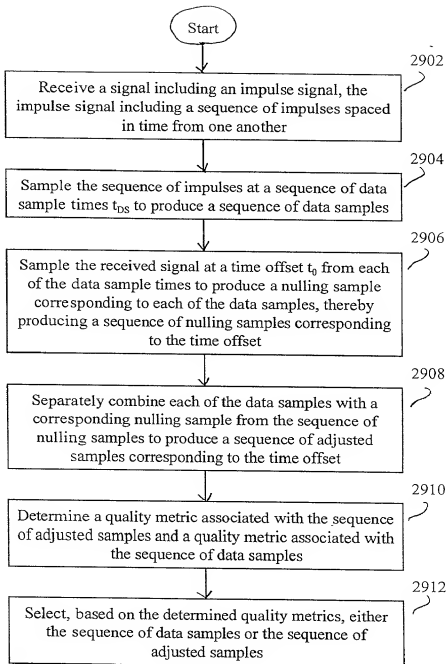 Start
2902
Receive a signal including an impulse signal, the
impulse signal including a sequence of impulses spaced
in time from one another
2904
Sample the sequence of impulses at a sequence of data
sample times tDS to produce a sequence of data samples
2906
Sample the received signal at a time offset t0 from each
of the data sample times to produce a nulling sample
corresponding to each of the data samples, thereby
producing a sequence of nulling samples corresponding
to the time offset
2908
Separately combine each of the data samples with a
corresponding nulling sample from the sequence of
nulling samples to produce a sequence of adjusted
samples corresponding to the time offset
2910
Determine a quality metric associated with the sequence
of adjusted samples and a quality metric associated with
the sequence of data samples
2912
Select, based on the determined quality metrics, either
the sequence of data samples or the sequence of
adjusted samples